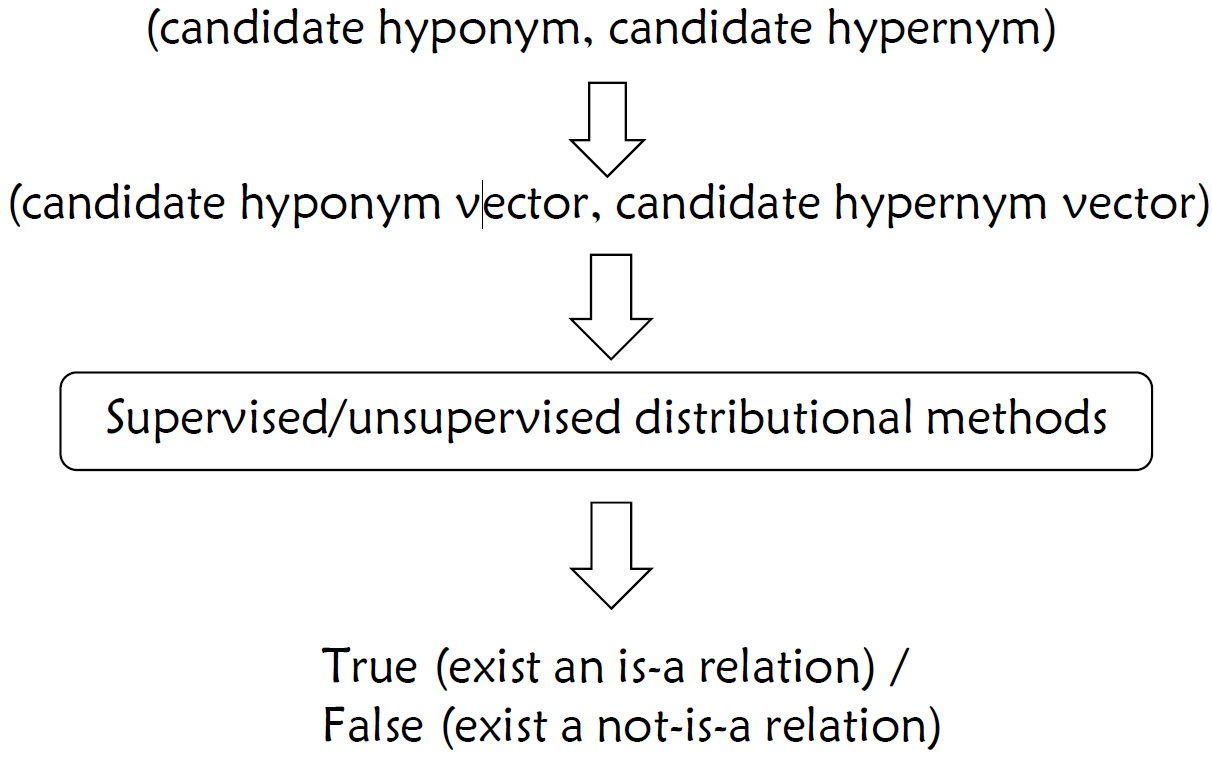 (candidate hyponym, candidate hypernym)
(candidate hyponym vector, candidate hypernym vector)
Supervised/unsupervised distributional methods
True (exist an is-a relation) /
False (exist a not-is-a relation)